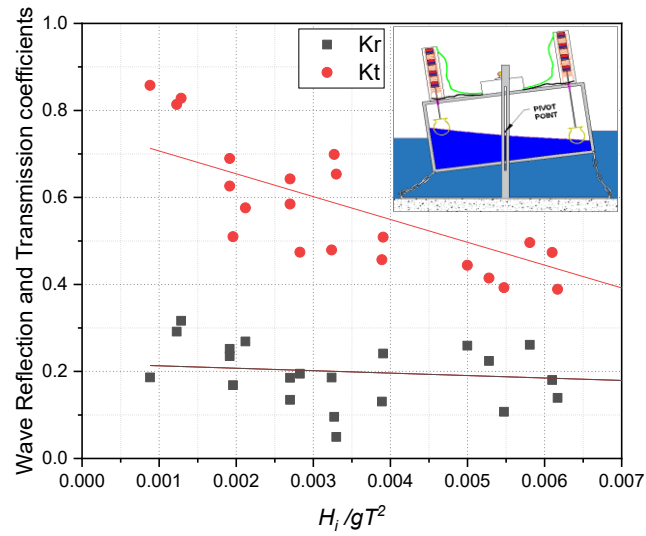 Wave Reflection and Transmission coefficients
1.0
0.8
0.6
0.4
0.2
0.0
Kr
Kt
PIVOT
POINT
0.000
0.001
0.002
0.003
0.004
0.005
0.006
0.007
H_i /gT²